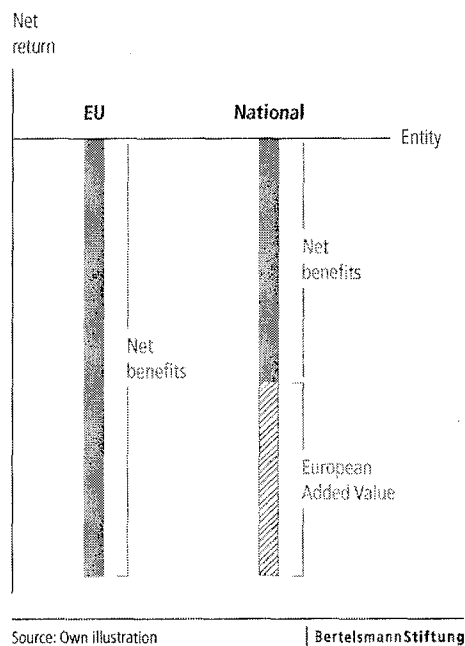 Net
return
EU
National
Entity
Net
benefits
Net
benefits
European
Added Value
Source: Own illustration
BertelsmannStiftung